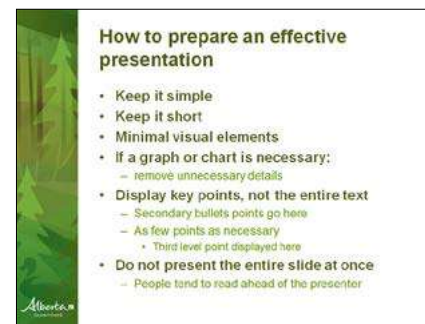 How to prepare an effective
presentation
• Keep it simple
• Keep it short
• Minimal visual elements
• If a graph or chart is necessary:
– remove unnecessary details
• Display key points, not the entire text
– Secondary bullets points go here
– As few points as necessary
• Third level point displayed here
• Do not present the entire slide at once
– People tend to read ahead of the presenter
Alberta
Government